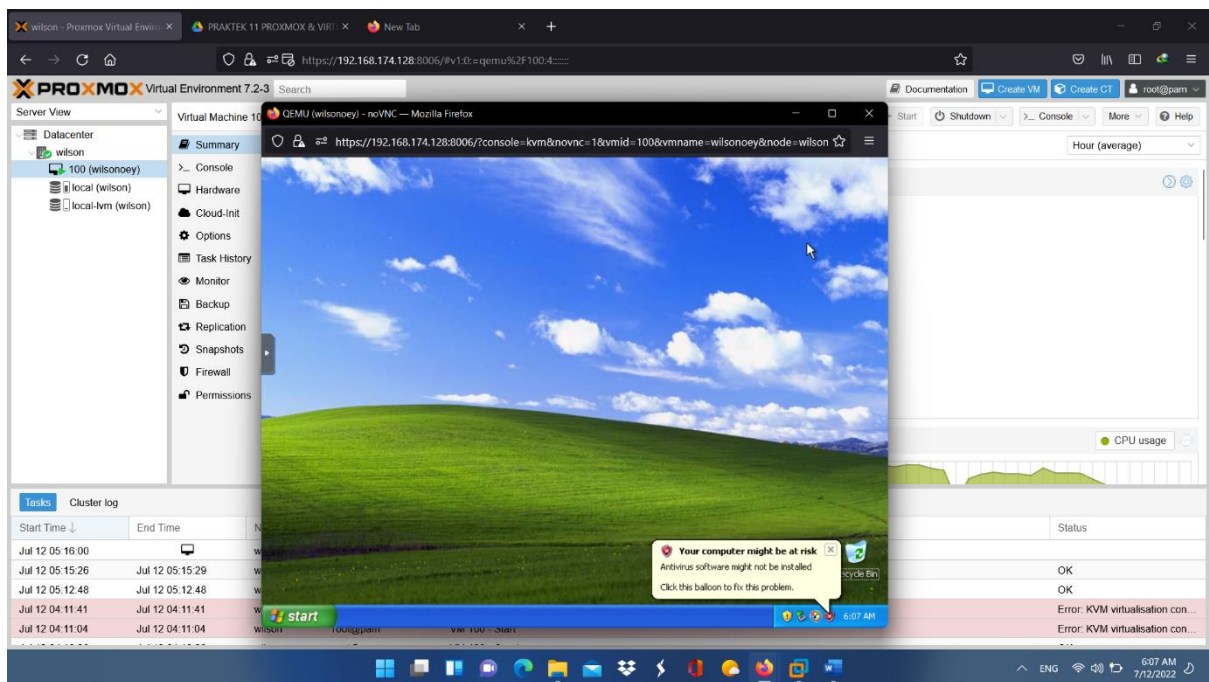 wilson - Proxmox Virtual Enviro
PRAKTEK 11 PROXMOX & VIRT
New Tab
https://192.168.174.128:8006/#v1:0:=qemu%2F100:4:::::::
PROXMOX Virtual Environment 7.2-3 Search
Documentation Create VM Create CT root@pam
Server View
Datacenter
wilson
100 (wilsonoey)
local (wilson)
local-lvm (wilson)
Virtual Machine 10
Start Shutdown Console More Help
Summary
Console
Hardware
Cloud-Init
Options
Task History
Monitor
Backup
Replication
Snapshots
Firewall
Permissions
Hour (average)
CPU usage
QEMU (wilsonoey) - noVNC — Mozilla Firefox
https://192.168.174.128:8006/?console=kvm&novnc=1&vmid=100&vmname=wilsonoey&node=wilson
Your computer might be at risk
Antivirus software might not be installed
Click this balloon to fix this problem.
Recycle Bin
start
6:07 AM
Tasks Cluster log
Start Time End Time Status
Jul 12 05:16:00
Jul 12 05:15:26 Jul 12 05:15:29 OK
Jul 12 05:12:48 Jul 12 05:12:48 OK
Jul 12 04:11:41 Jul 12 04:11:41 Error: KVM virtualisation con...
Jul 12 04:11:04 Jul 12 04:11:04 wilson root@pam VM 100 - Start Error: KVM virtualisation con...
ENG
6:07 AM
7/12/2022